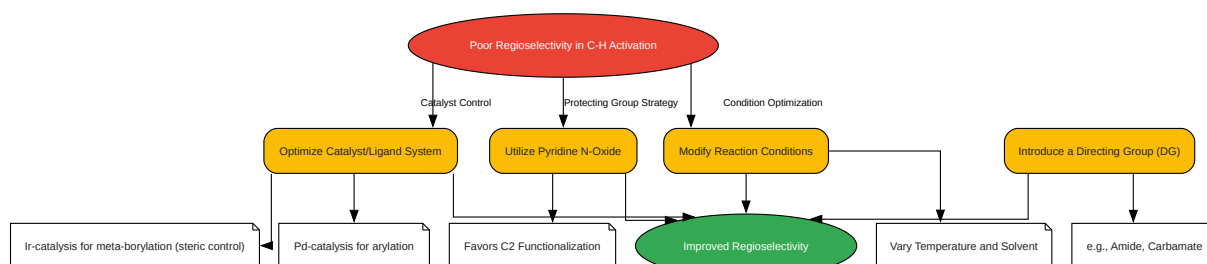 Poor Regioselectivity in C-H Activation
Catalyst Control
Protecting Group Strategy
Condition Optimization
Optimize Catalyst/Ligand System
Utilize Pyridine N-Oxide
Modify Reaction Conditions
Introduce a Directing Group (DG)
Ir-catalysis for meta-borylation (steric control)
Pd-catalysis for arylation
Favors C2 Functionalization
Improved Regioselectivity
Vary Temperature and Solvent
e.g., Amide, Carbamate